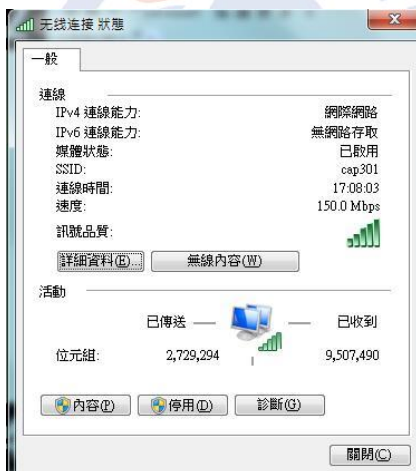 无线连接 狀態
一般
連線
IPv4 連線能力: 網際網路
IPv6 連線能力: 無網路存取
媒體狀態: 已啟用
SSID: cap301
連線時間: 17:08:03
速度: 150.0 Mbps
訊號品質:
詳細資料(E)... 無線內容(W)
活動
已傳送 — — 已收到
位元組: 2,729,294 9,507,490
內容(P) 停用(D) 診斷(G)
關閉(C)